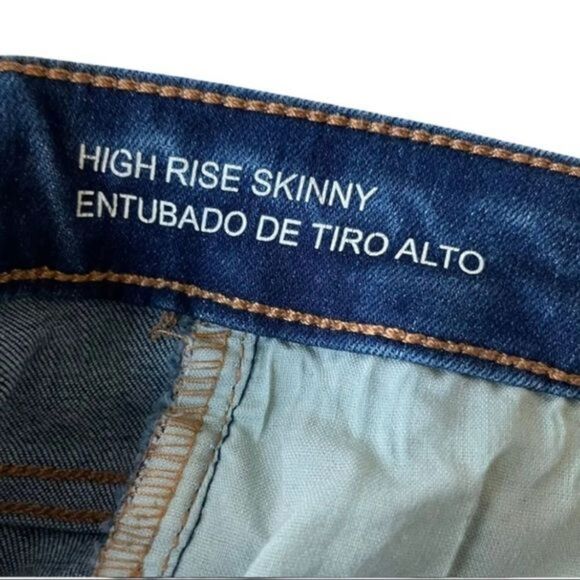 HIGH RISE SKINNY
ENTUBADO DE TIRO ALTO